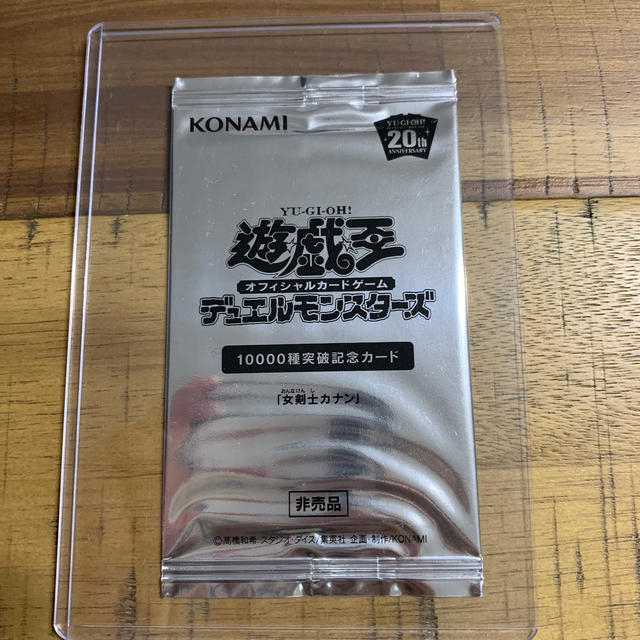 KONAMI
YU-GI-OH!
20th
ANNIVERSARY
YU-GI-OH!
遊戯王
オフィシャルカードゲーム
デュエルモンスターズ
10000種突破記念カード
おんなけんし
「女剣士カナン」
非売品
©高橋和希 スタジオ・ダイス/集英社 企画・制作/KONAMI